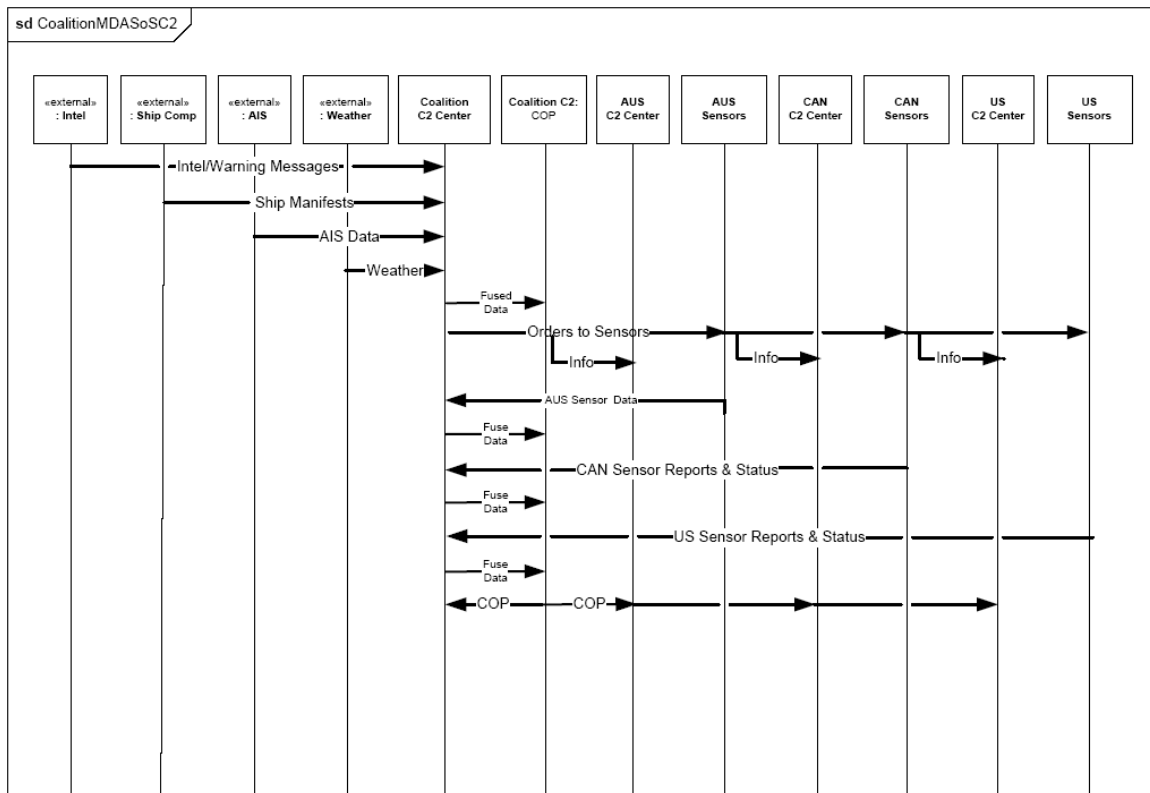 sd CoalitionMDASoSC2
«external»
: Intel
«external»
: Ship Comp
«external»
: AIS
«external»
: Weather
Coalition
C2 Center
Coalition C2:
COP
AUS
C2 Center
AUS
Sensors
CAN
C2 Center
CAN
Sensors
US
C2 Center
US
Sensors
Intel/Warning Messages
Ship Manifests
AIS Data
Weather
Fused
Data
Orders to Sensors
Info
Info
Info
AUS Sensor Data
Fuse
Data
CAN Sensor Reports & Status
Fuse
Data
US Sensor Reports & Status
Fuse
Data
COP
COP